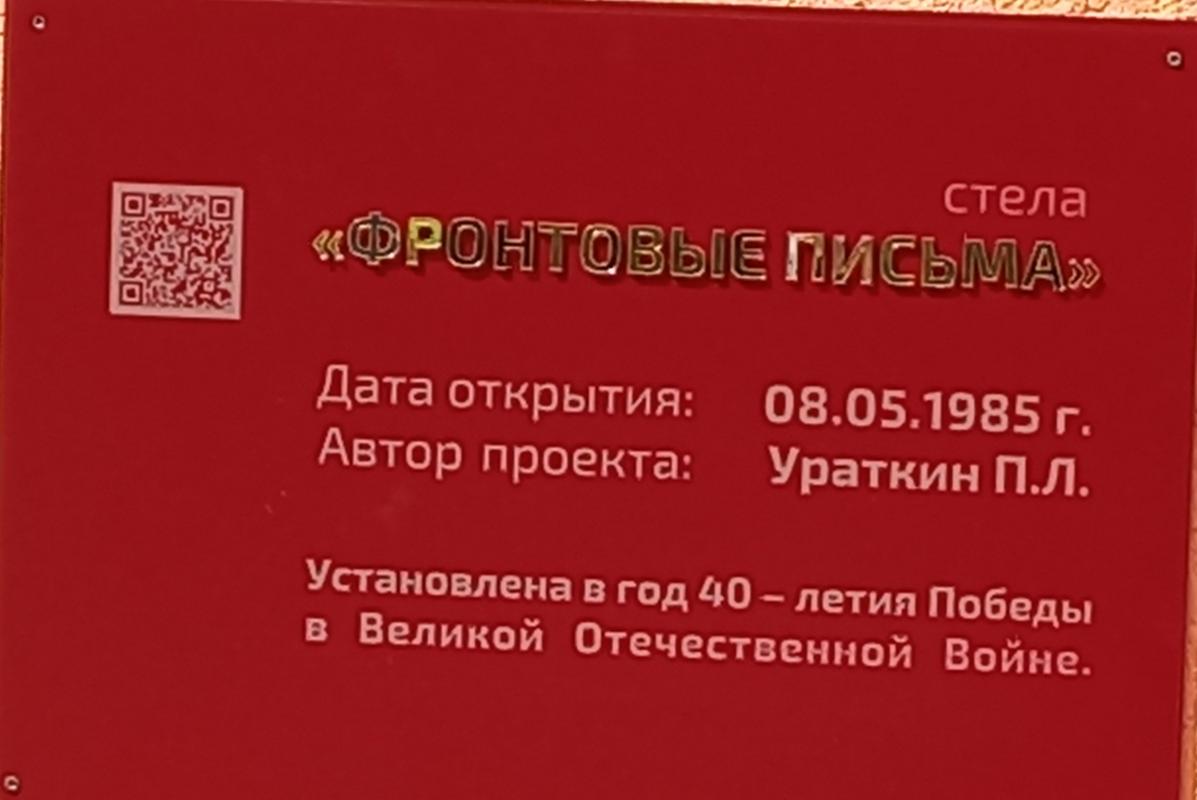 стела
«ФРОНТОВЫЕ ПИСЬМА»
Дата открытия: 08.05.1985 г.
Автор проекта: Ураткин П.Л.
Установлена в год 40 – летия Победы
в Великой Отечественной Войне.